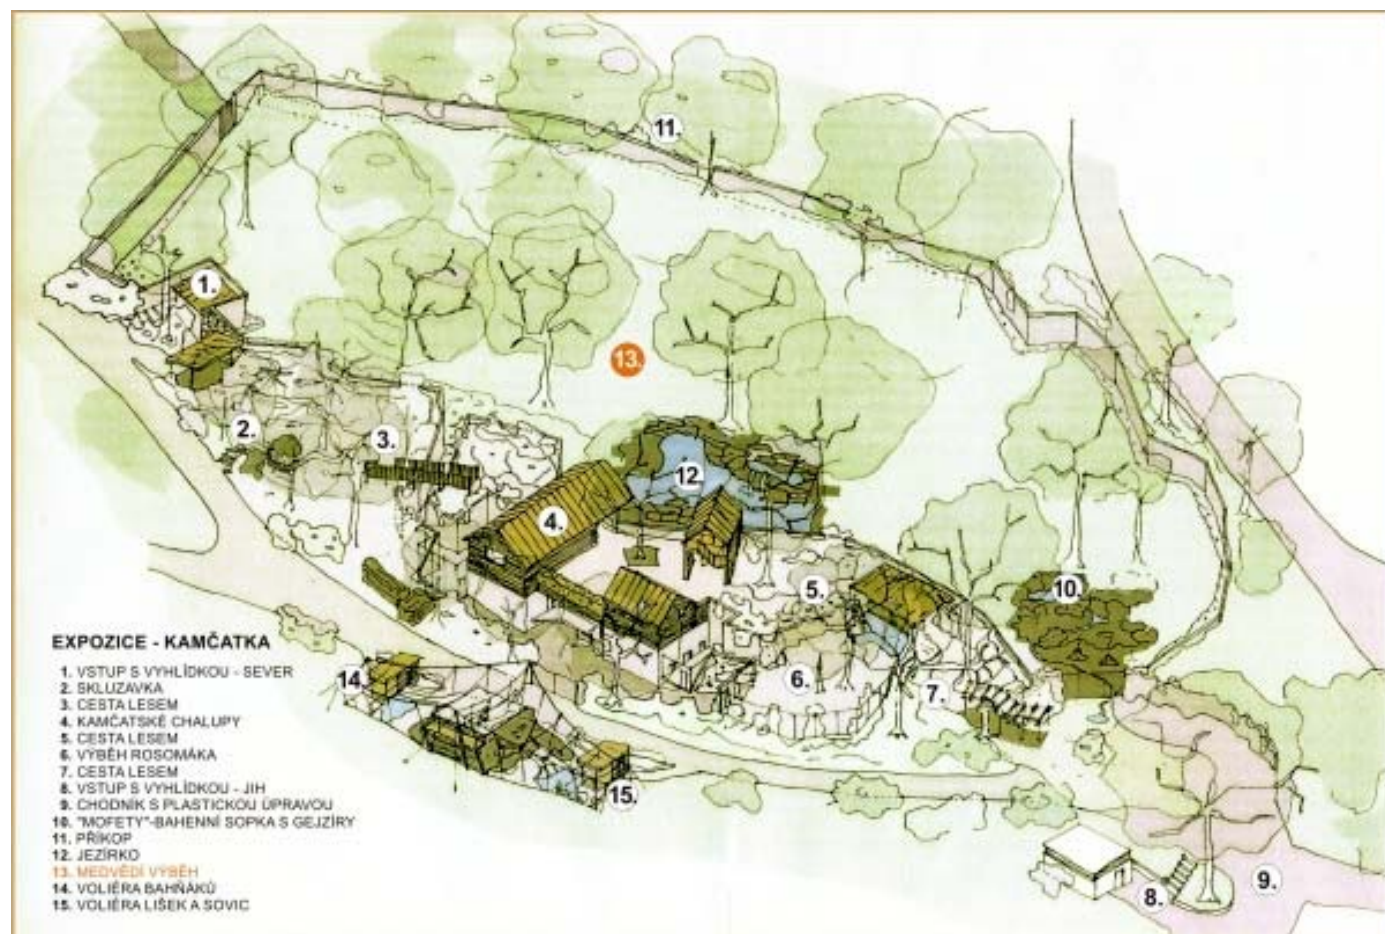 11.
1.
13.
2.
3.
12.
4.
5.
10.
6.
7.
14.
15.
8.
9.
EXPOZICE - KAMČATKA
1. VSTUP S VYHLÍDKOU - SEVER
2. SKLUZAVKA
3. CESTA LESEM
4. KAMČATSKÉ CHALUPY
5. CESTA LESEM
6. VÝBĚH ROSOMÁKA
7. CESTA LESEM
8. VSTUP S VYHLÍDKOU - JIH
9. CHODNÍK S PLASTICKOU ÚPRAVOU
10. "MOFETY"-BAHENNÍ SOPKA S GEJZÍRY
11. PŘÍKOP
12. JEZÍRKO
13. MEDVĚDÍ VÝBĚH
14. VOLIÉRA BAHŇÁKŮ
15. VOLIÉRA LIŠEK A SOVIC